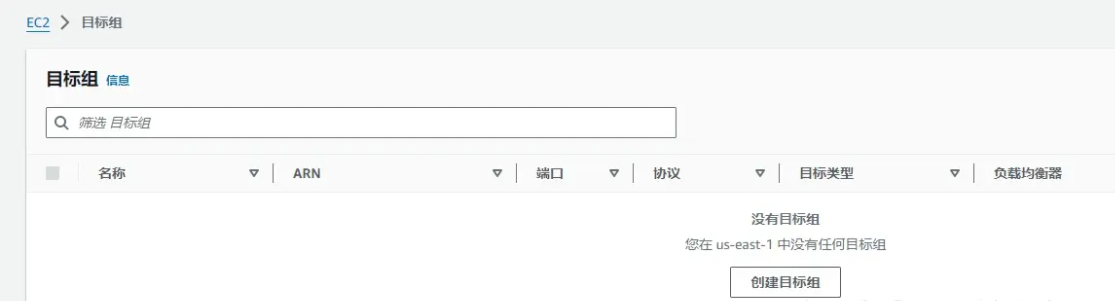 EC2 > 目标组
目标组 信息
筛选 目标组
名称 ARN 端口 协议 目标类型 负载均衡器
没有目标组
您在 us-east-1 中没有任何目标组
创建目标组